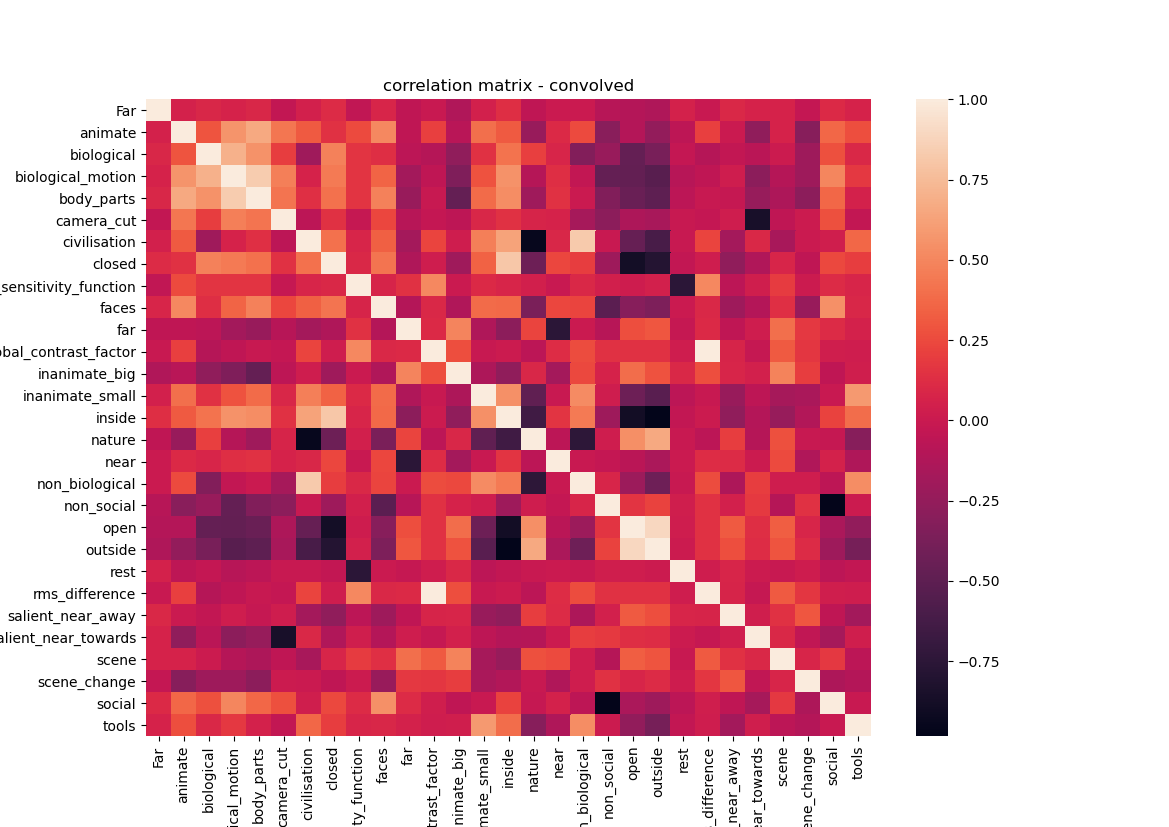 correlation matrix - convolved
Far
animate
biological
biological_motion
body_parts
camera_cut
civilisation
closed
_sensitivity_function
faces
far
obal_contrast_factor
inanimate_big
inanimate_small
inside
nature
near
non_biological
non_social
open
outside
rest
rms_difference
salient_near_away
alient_near_towards
scene
scene_change
social
tools
1.00
0.75
0.50
0.25
0.00
−0.25
−0.50
−0.75
Far
animate
biological
ical_motion
body_parts
camera_cut
civilisation
closed
ty_function
faces
far
trast_factor
nimate_big
mate_small
inside
nature
near
n_biological
non_social
open
outside
rest
_difference
_near_away
ear_towards
scene
ene_change
social
tools